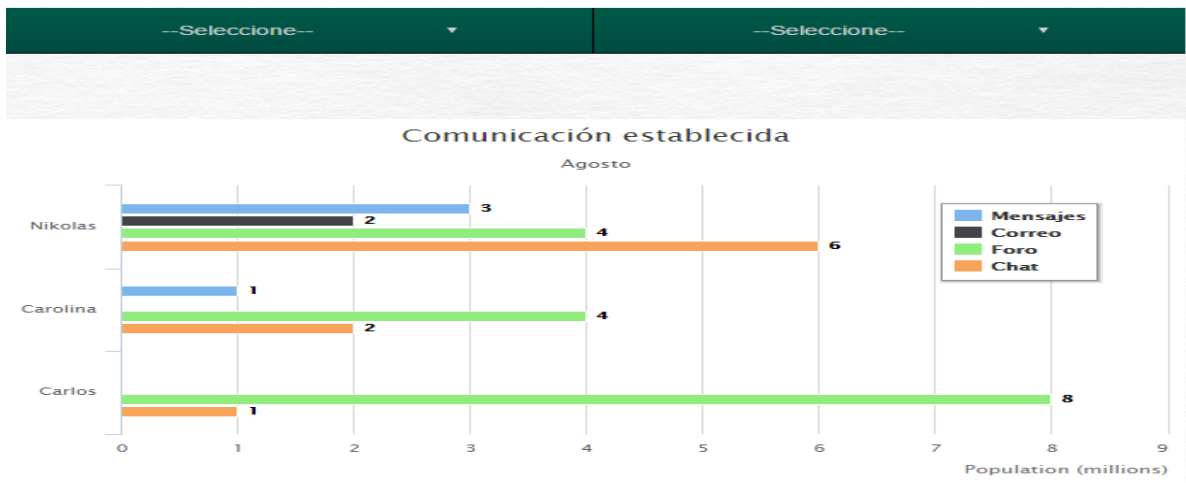 --Seleccione-- --Seleccione--
Comunicación establecida
Agosto
Nikolas
3
2
4
6
Mensajes
Correo
Foro
Chat
Carolina
1
4
2
Carlos
8
1
0 1 2 3 4 5 6 7 8 9
Population (millions)